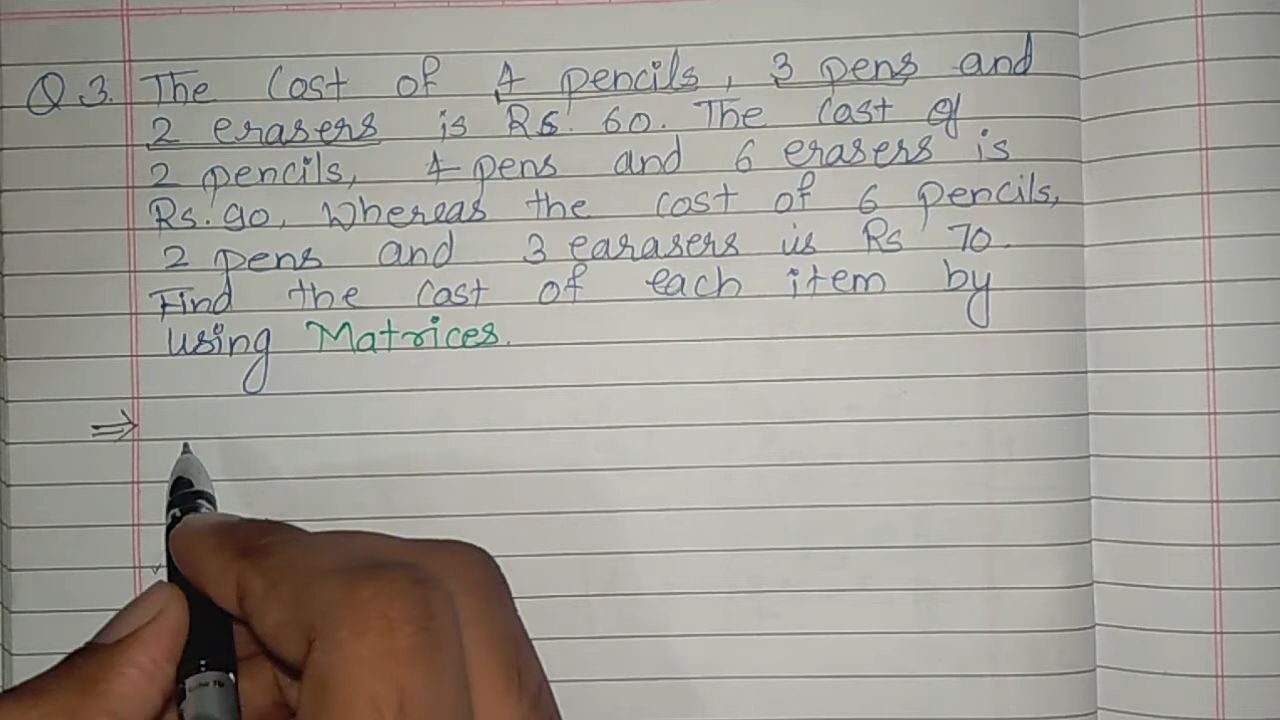 Q 3. The Cost of 4 pencils, 3 pens and
2 erasers is Rs. 60. The Cost of
2 pencils, 4 pens and 6 erasers is
Rs. 90, Whereas the cost of 6 pencils,
2 pens and 3 earasers is Rs 70.
Find the Cost of each item by
using Matrices.
⇒